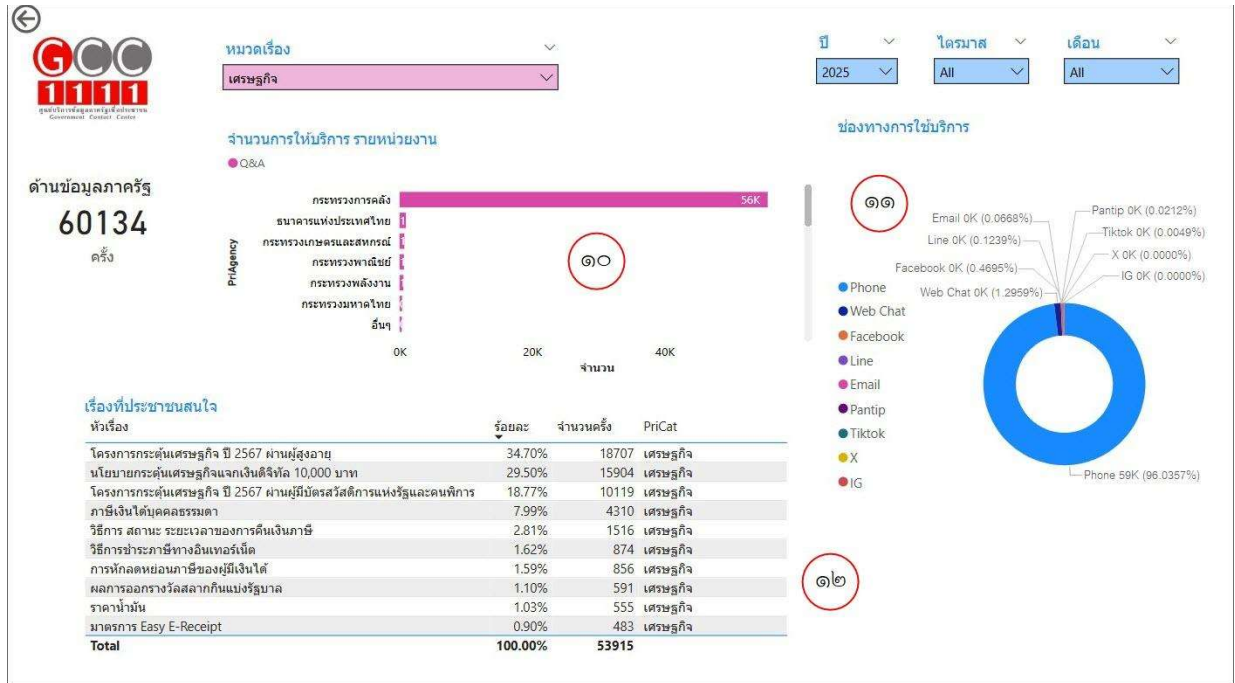 GCC
1111
ศูนย์บริการข้อมูลภาครัฐเพื่อประชาชน
Government Contact Center
หมวดเรื่อง
เศรษฐกิจ
ปี
2025
ไตรมาส
All
เดือน
All
ด้านข้อมูลภาครัฐ
60134
ครั้ง
จำนวนการให้บริการ รายหน่วยงาน
Q&A
PriAgency
กระทรวงการคลัง 56K
ธนาคารแห่งประเทศไทย 1
กระทรวงเกษตรและสหกรณ์
กระทรวงพาณิชย์
กระทรวงพลังงาน
กระทรวงมหาดไทย
อื่นๆ
0K 20K 40K
จำนวน
๑๐
ช่องทางการใช้บริการ
๑๑
Email 0K (0.0668%)
Line 0K (0.1239%)
Facebook 0K (0.4695%)
Web Chat 0K (1.2959%)
Pantip 0K (0.0212%)
Tiktok 0K (0.0049%)
X 0K (0.0000%)
IG 0K (0.0000%)
Phone
Web Chat
Facebook
Line
Email
Pantip
Tiktok
X
IG
Phone 59K (96.0357%)
เรื่องที่ประชาชนสนใจ
หัวเรื่อง ร้อยละ จำนวนครั้ง PriCat
โครงการกระตุ้นเศรษฐกิจ ปี 2567 ผ่านผู้สูงอายุ 34.70% 18707 เศรษฐกิจ
นโยบายกระตุ้นเศรษฐกิจแจกเงินดิจิทัล 10,000 บาท 29.50% 15904 เศรษฐกิจ
โครงการกระตุ้นเศรษฐกิจ ปี 2567 ผ่านผู้มีบัตรสวัสดิการแห่งรัฐและคนพิการ 18.77% 10119 เศรษฐกิจ
ภาษีเงินได้บุคคลธรรมดา 7.99% 4310 เศรษฐกิจ
วิธีการ สถานะ ระยะเวลาของการคืนเงินภาษี 2.81% 1516 เศรษฐกิจ
วิธีการชำระภาษีทางอินเทอร์เน็ต 1.62% 874 เศรษฐกิจ
การหักลดหย่อนภาษีของผู้มีเงินได้ 1.59% 856 เศรษฐกิจ
ผลการออกรางวัลสลากกินแบ่งรัฐบาล 1.10% 591 เศรษฐกิจ
ราคาน้ำมัน 1.03% 555 เศรษฐกิจ
มาตรการ Easy E-Receipt 0.90% 483 เศรษฐกิจ
Total 100.00% 53915
๑๒